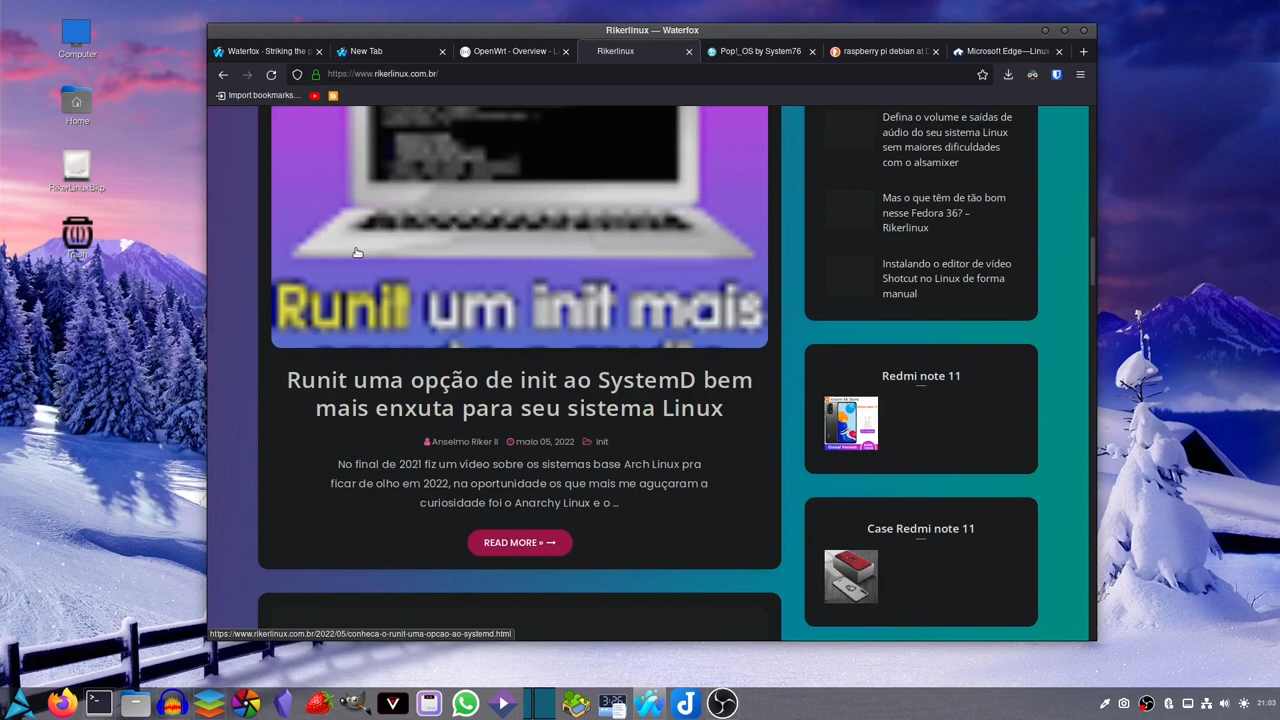 Rikerlinux — Waterfox
Computer
Home
RikerLinuxBkp
Trash
Waterfox - Striking the p
New Tab
OpenWrt - Overview - L
Rikerlinux
Pop!_OS by System76
raspberry pi debian at D
Microsoft Edge—Linux
https://www.rikerlinux.com.br/
Import bookmarks...
Runit um init mais
Runit uma opção de init ao SystemD bem
mais enxuta para seu sistema Linux
Anselmo Riker II maio 05, 2022 init
No final de 2021 fiz um vídeo sobre os sistemas base Arch Linux pra
ficar de olho em 2022, na oportunidade os que mais me aguçaram a
curiosidade foi o Anarchy Linux e o ...
READ MORE »
Defina o volume e saídas de
aúdio do seu sistema Linux
sem maiores dificuldades
com o alsamixer
Mas o que têm de tão bom
nesse Fedora 36? –
Rikerlinux
Instalando o editor de vídeo
Shotcut no Linux de forma
manual
Redmi note 11
Case Redmi note 11
https://www.rikerlinux.com.br/2022/05/conheca-o-runit-uma-opcao-ao-systemd.html
21:03